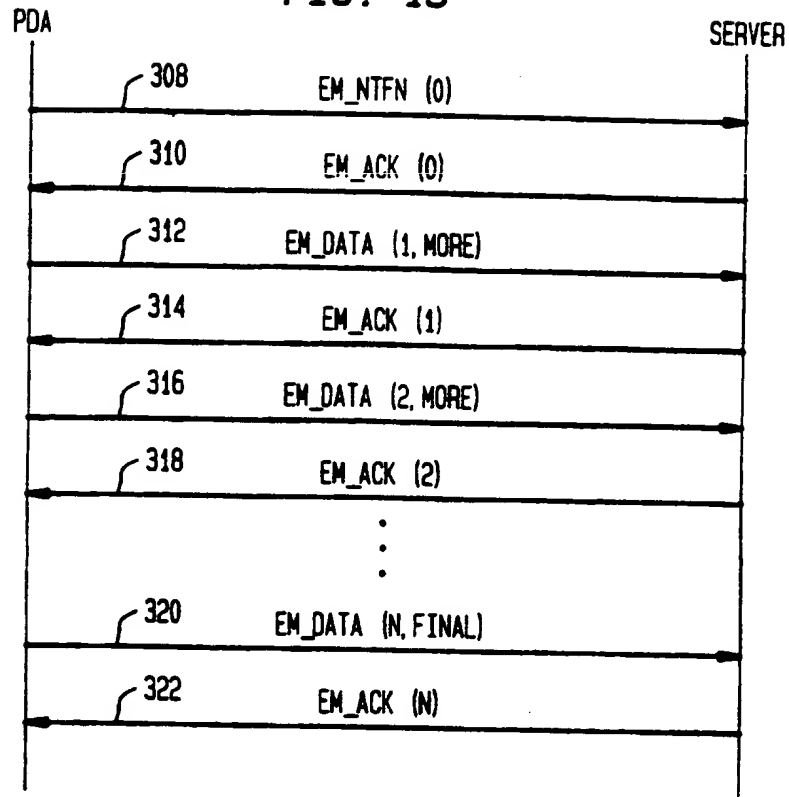 PDA
SERVER
308
EM_NTFN (0)
310
EM_ACK (0)
312
EM_DATA (1, MORE)
314
EM_ACK (1)
316
EM_DATA (2, MORE)
318
EM_ACK (2)
320
EM_DATA (N, FINAL)
322
EM_ACK (N)